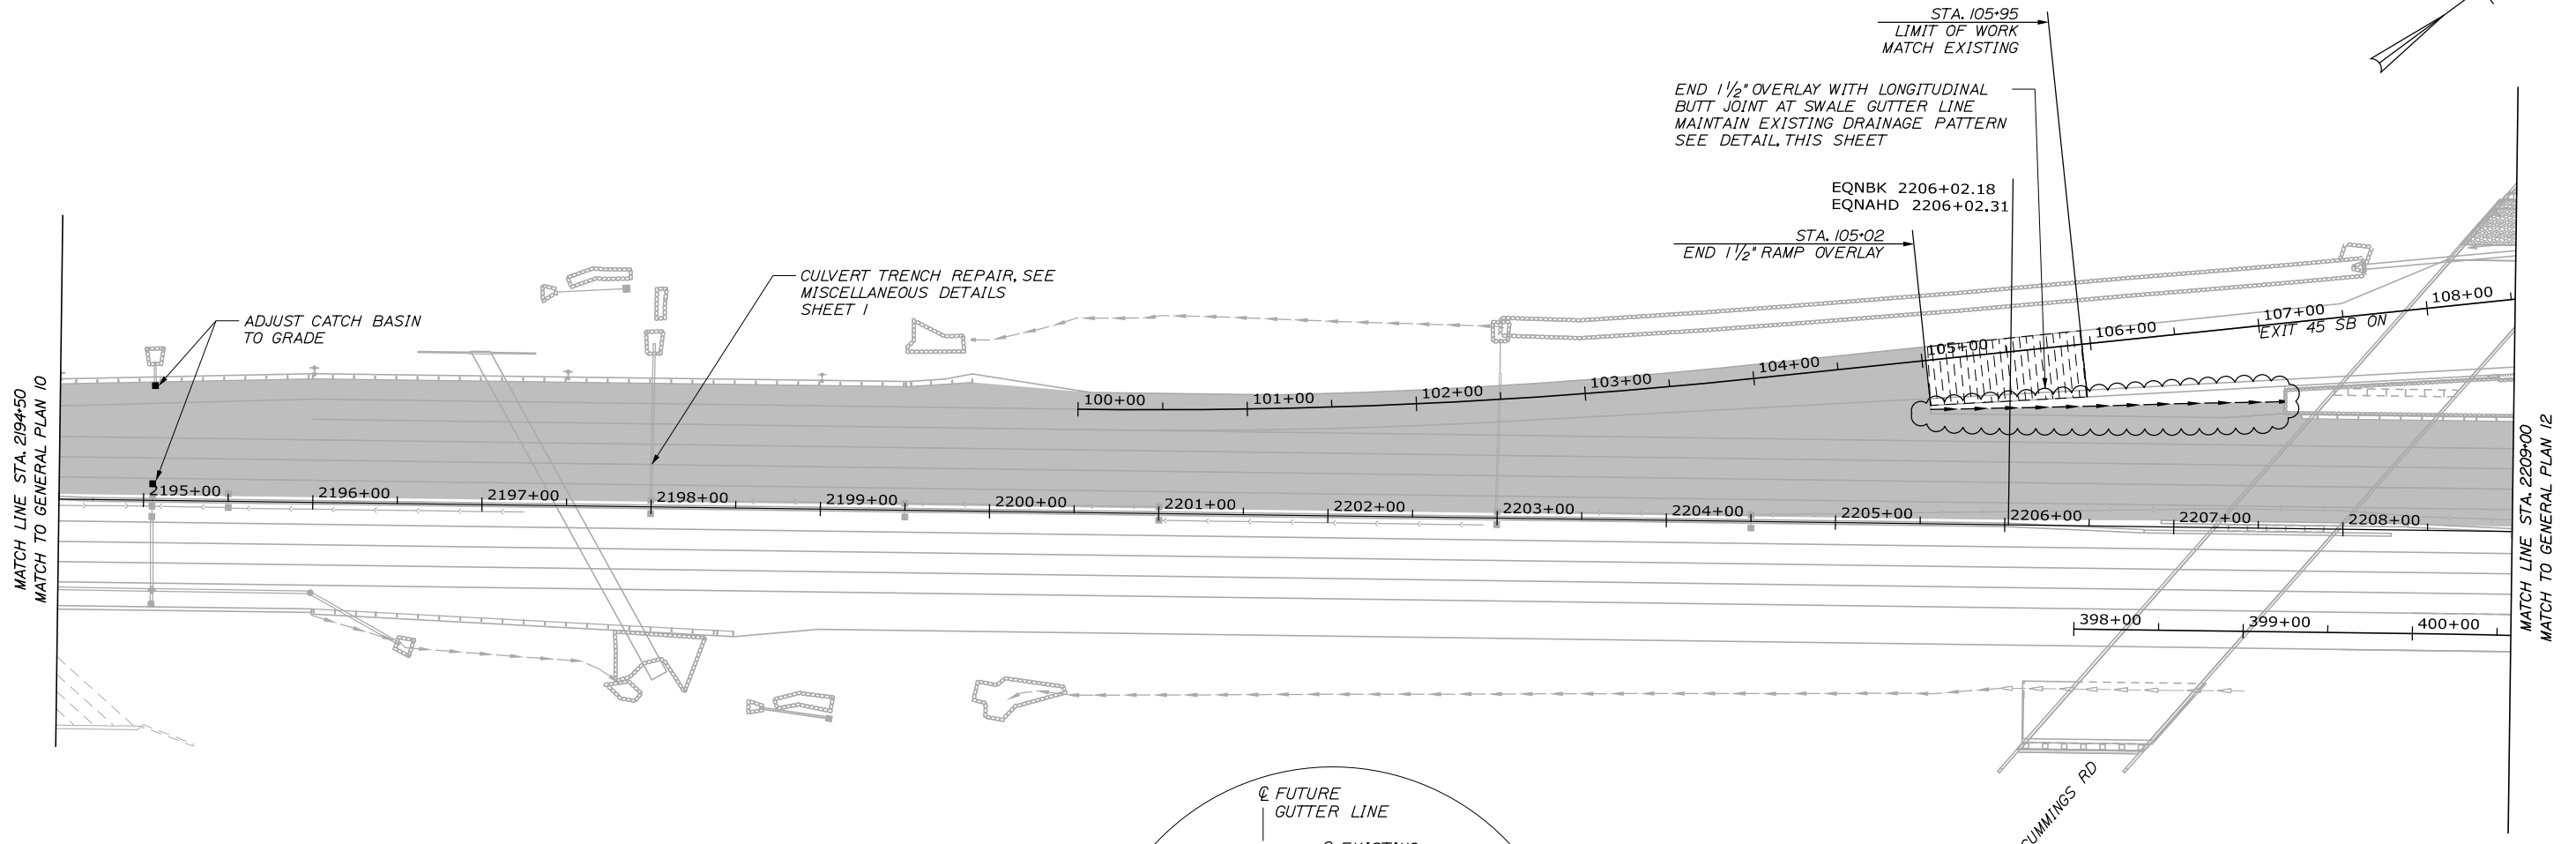 STA. 105+95
LIMIT OF WORK
MATCH EXISTING
END 1 1/2" OVERLAY WITH LONGITUDINAL
BUTT JOINT AT SWALE GUTTER LINE
MAINTAIN EXISTING DRAINAGE PATTERN
SEE DETAIL, THIS SHEET
EQNBK 2206+02.18
EQNAHD 2206+02.31
STA. 105+02
END 1 1/2" RAMP OVERLAY
CULVERT TRENCH REPAIR, SEE
MISCELLANEOUS DETAILS
SHEET 1
ADJUST CATCH BASIN
TO GRADE
MATCH LINE STA. 2194+50
MATCH TO GENERAL PLAN 10
100+00
101+00
102+00
103+00
104+00
105+00
106+00
107+00
108+00
EXIT 45 SB ON
2195+00
2196+00
2197+00
2198+00
2199+00
2200+00
2201+00
2202+00
2203+00
2204+00
2205+00
2206+00
2207+00
2208+00
398+00
399+00
400+00
MATCH LINE STA. 2209+00
MATCH TO GENERAL PLAN 12
CUMMINGS RD
℄ FUTURE
GUTTER LINE